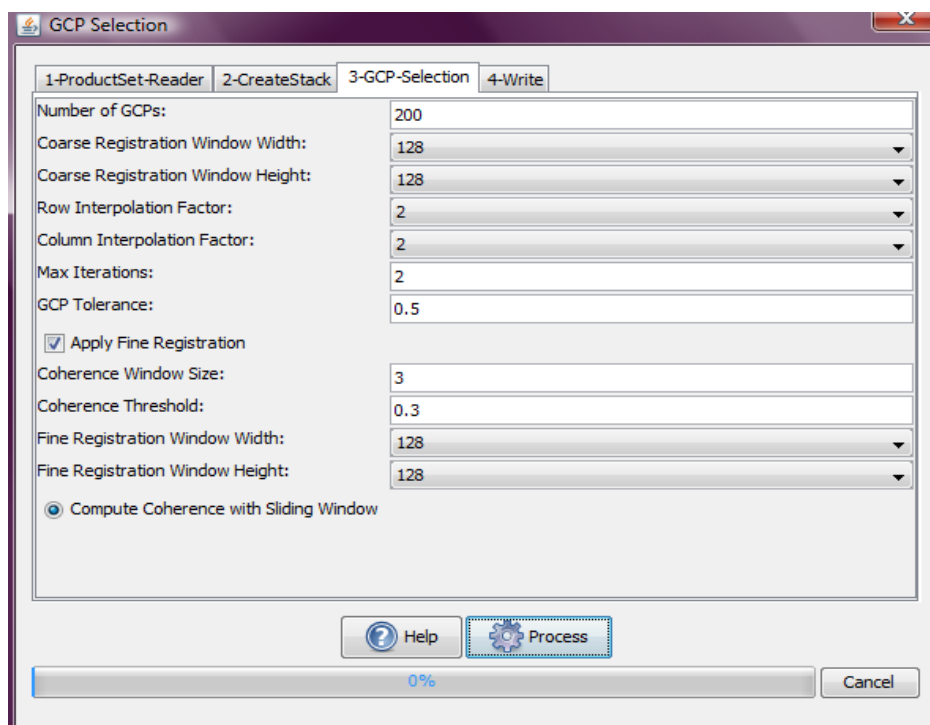 GCP Selection
1-ProductSet-Reader 2-CreateStack 3-GCP-Selection 4-Write
Number of GCPs: 200
Coarse Registration Window Width: 128
Coarse Registration Window Height: 128
Row Interpolation Factor: 2
Column Interpolation Factor: 2
Max Iterations: 2
GCP Tolerance: 0.5
Apply Fine Registration
Coherence Window Size: 3
Coherence Threshold: 0.3
Fine Registration Window Width: 128
Fine Registration Window Height: 128
Compute Coherence with Sliding Window
Help Process
0% Cancel